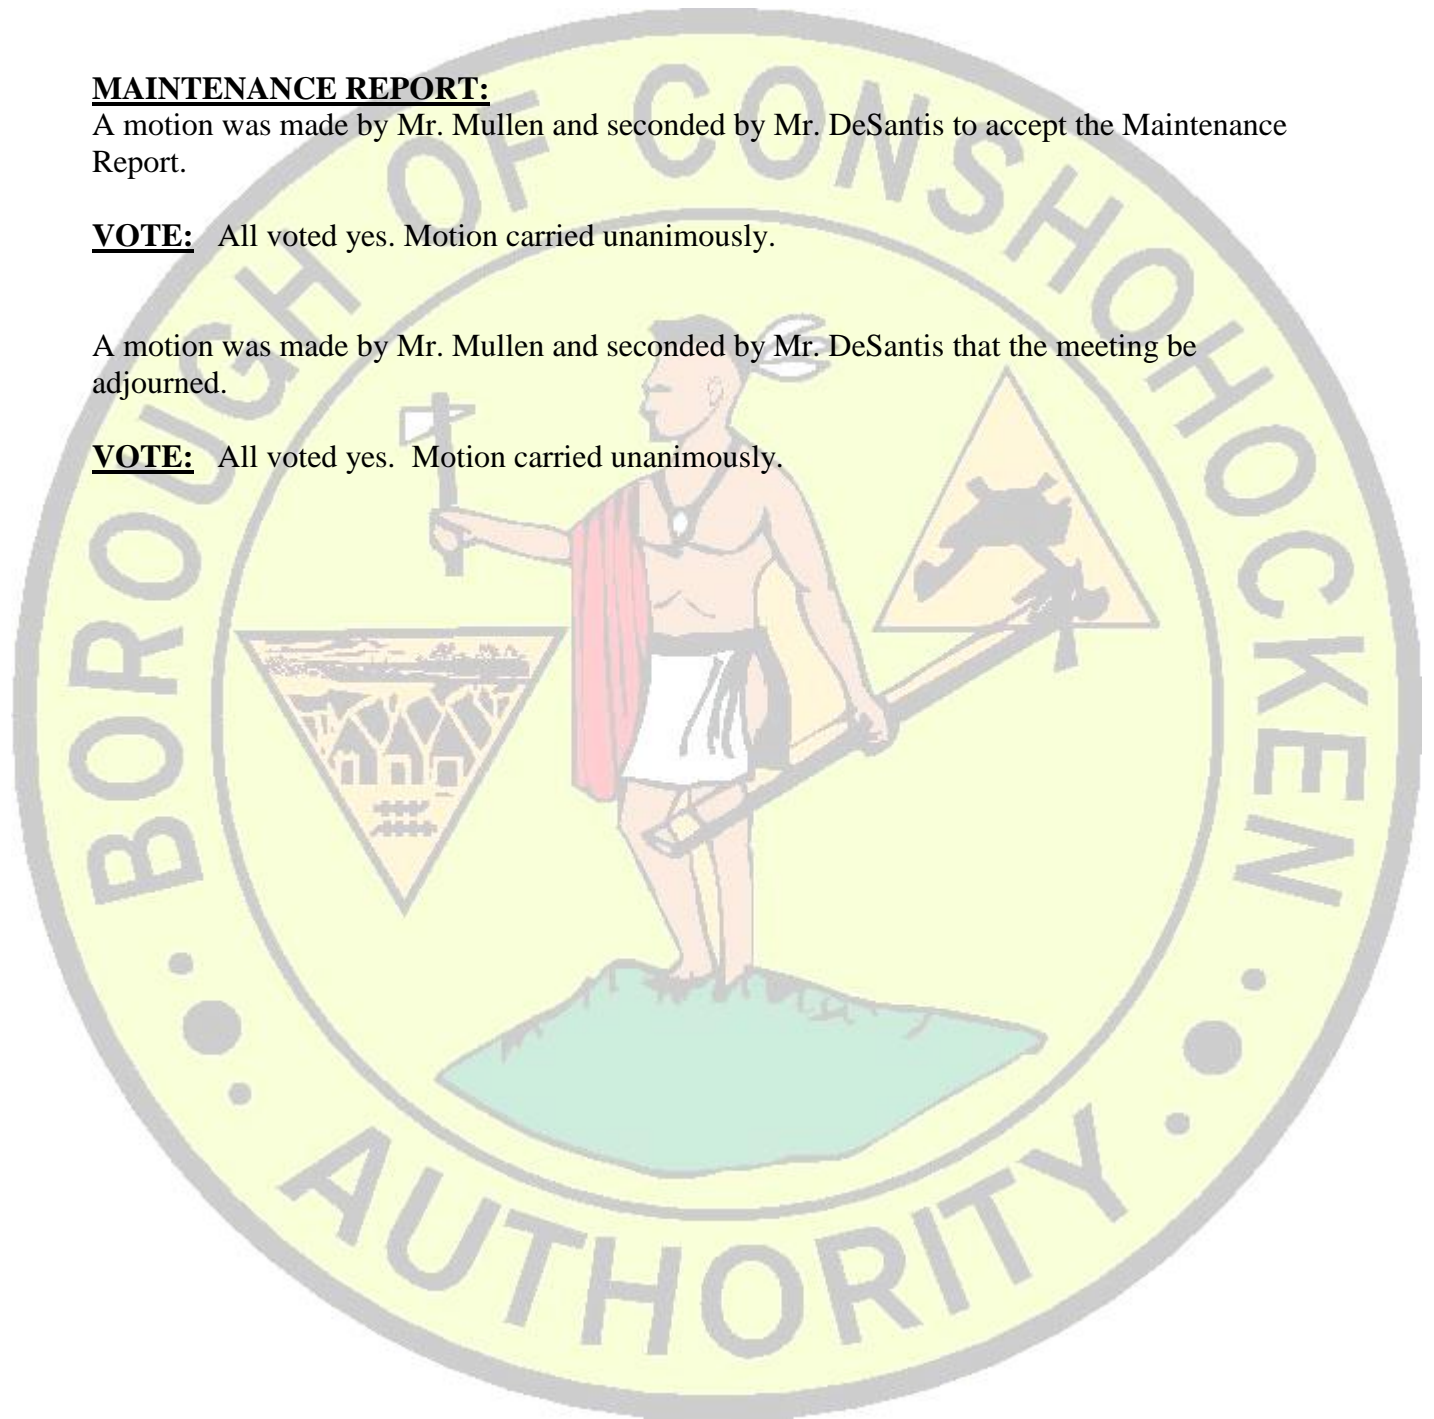 MAINTENANCE REPORT:
A motion was made by Mr. Mullen and seconded by Mr. DeSantis to accept the Maintenance
Report.
VOTE: All voted yes. Motion carried unanimously.
A motion was made by Mr. Mullen and seconded by Mr. DeSantis that the meeting be
adjourned.
VOTE: All voted yes. Motion carried unanimously.
BOROUGH OF CONSHOHOCKEN
AUTHORITY